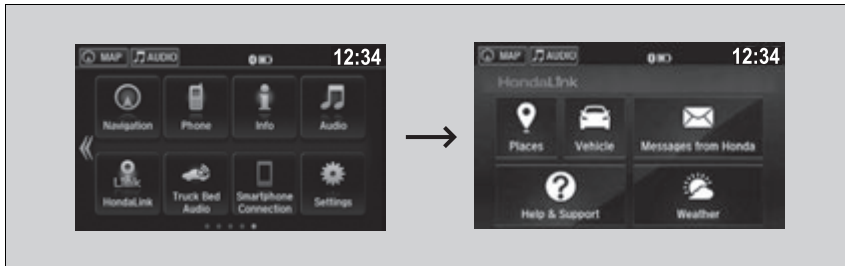 MAP AUDIO 12:34
Navigation Phone Info Audio
Link
HondaLink Truck Bed Audio Smartphone Connection Settings
MAP AUDIO 12:34
HondaLink
Places Vehicle Messages from Honda
Help & Support Weather